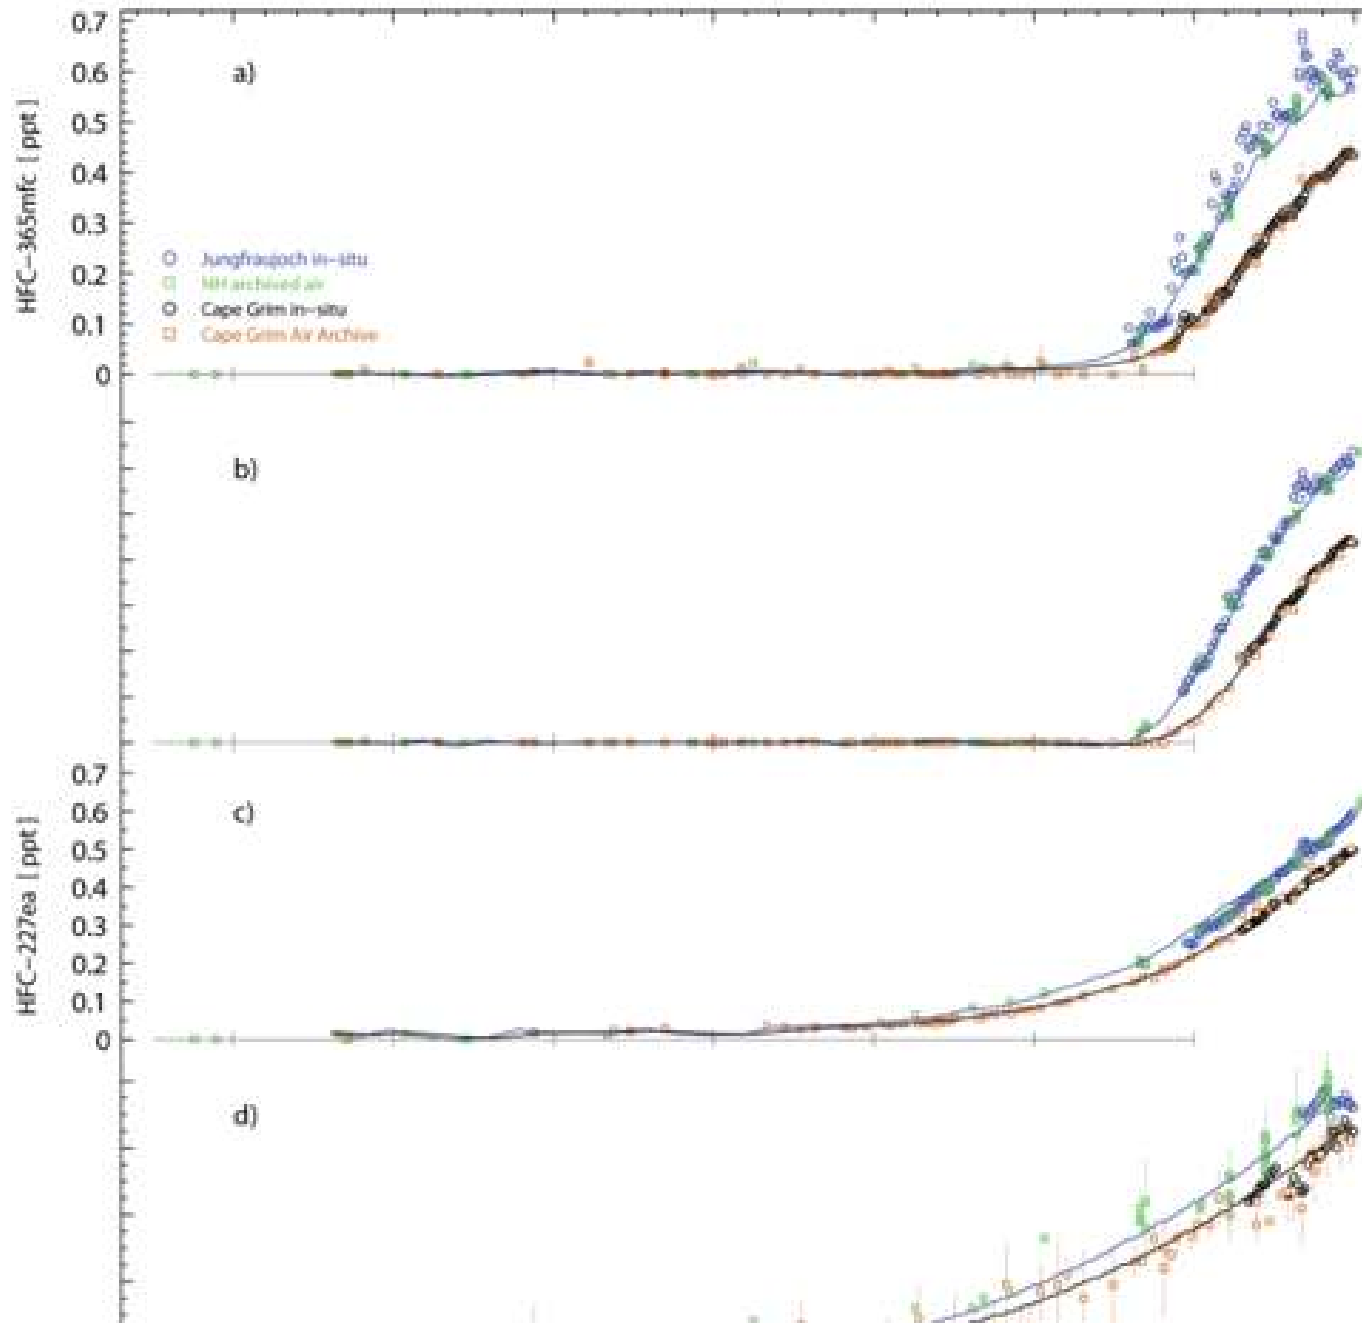 0.7
a)
0.6
0.5
0.4
0.3
0.2
0.1
0
HFC-365mfc [ ppt ]
Jungfraujoch in-situ
NH archived air
Cape Grim in-situ
Cape Grim Air Archive
b)
0.7
c)
0.6
0.5
0.4
0.3
0.2
0.1
0
HFC-227ea [ ppt ]
d)